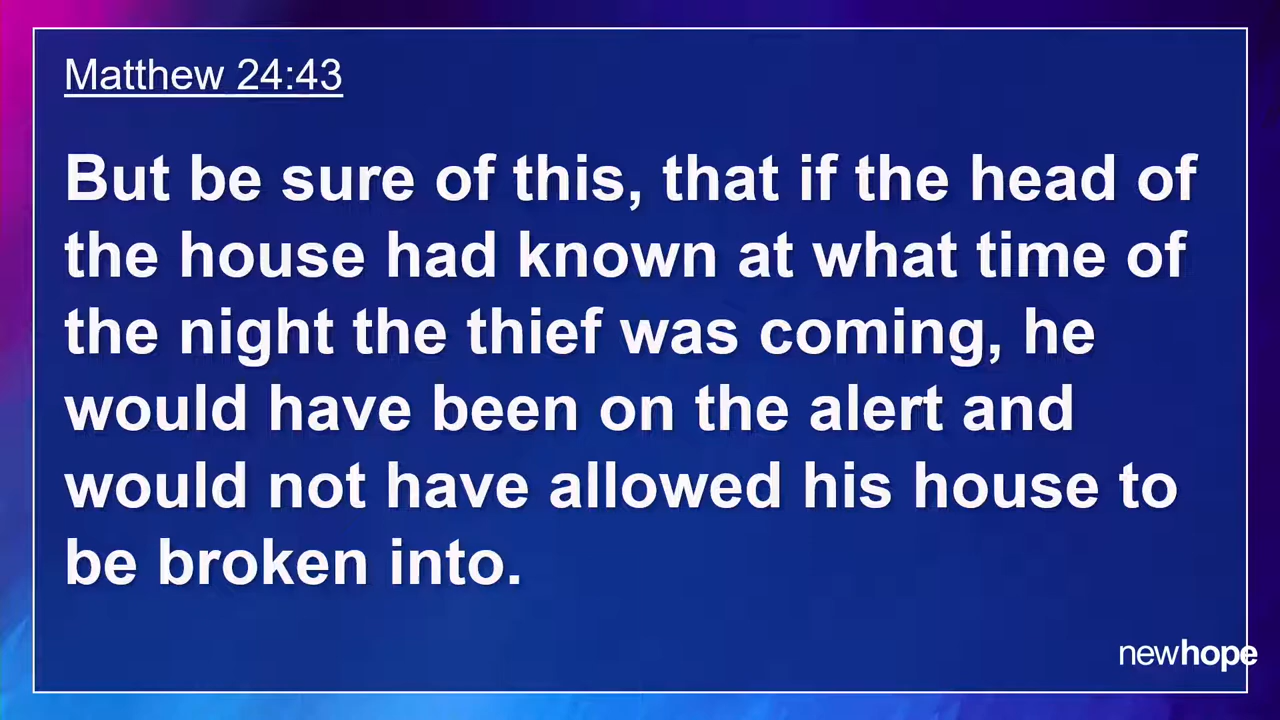 Matthew 24:43
But be sure of this, that if the head of
the house had known at what time of
the night the thief was coming, he
would have been on the alert and
would not have allowed his house to
be broken into.
newhope